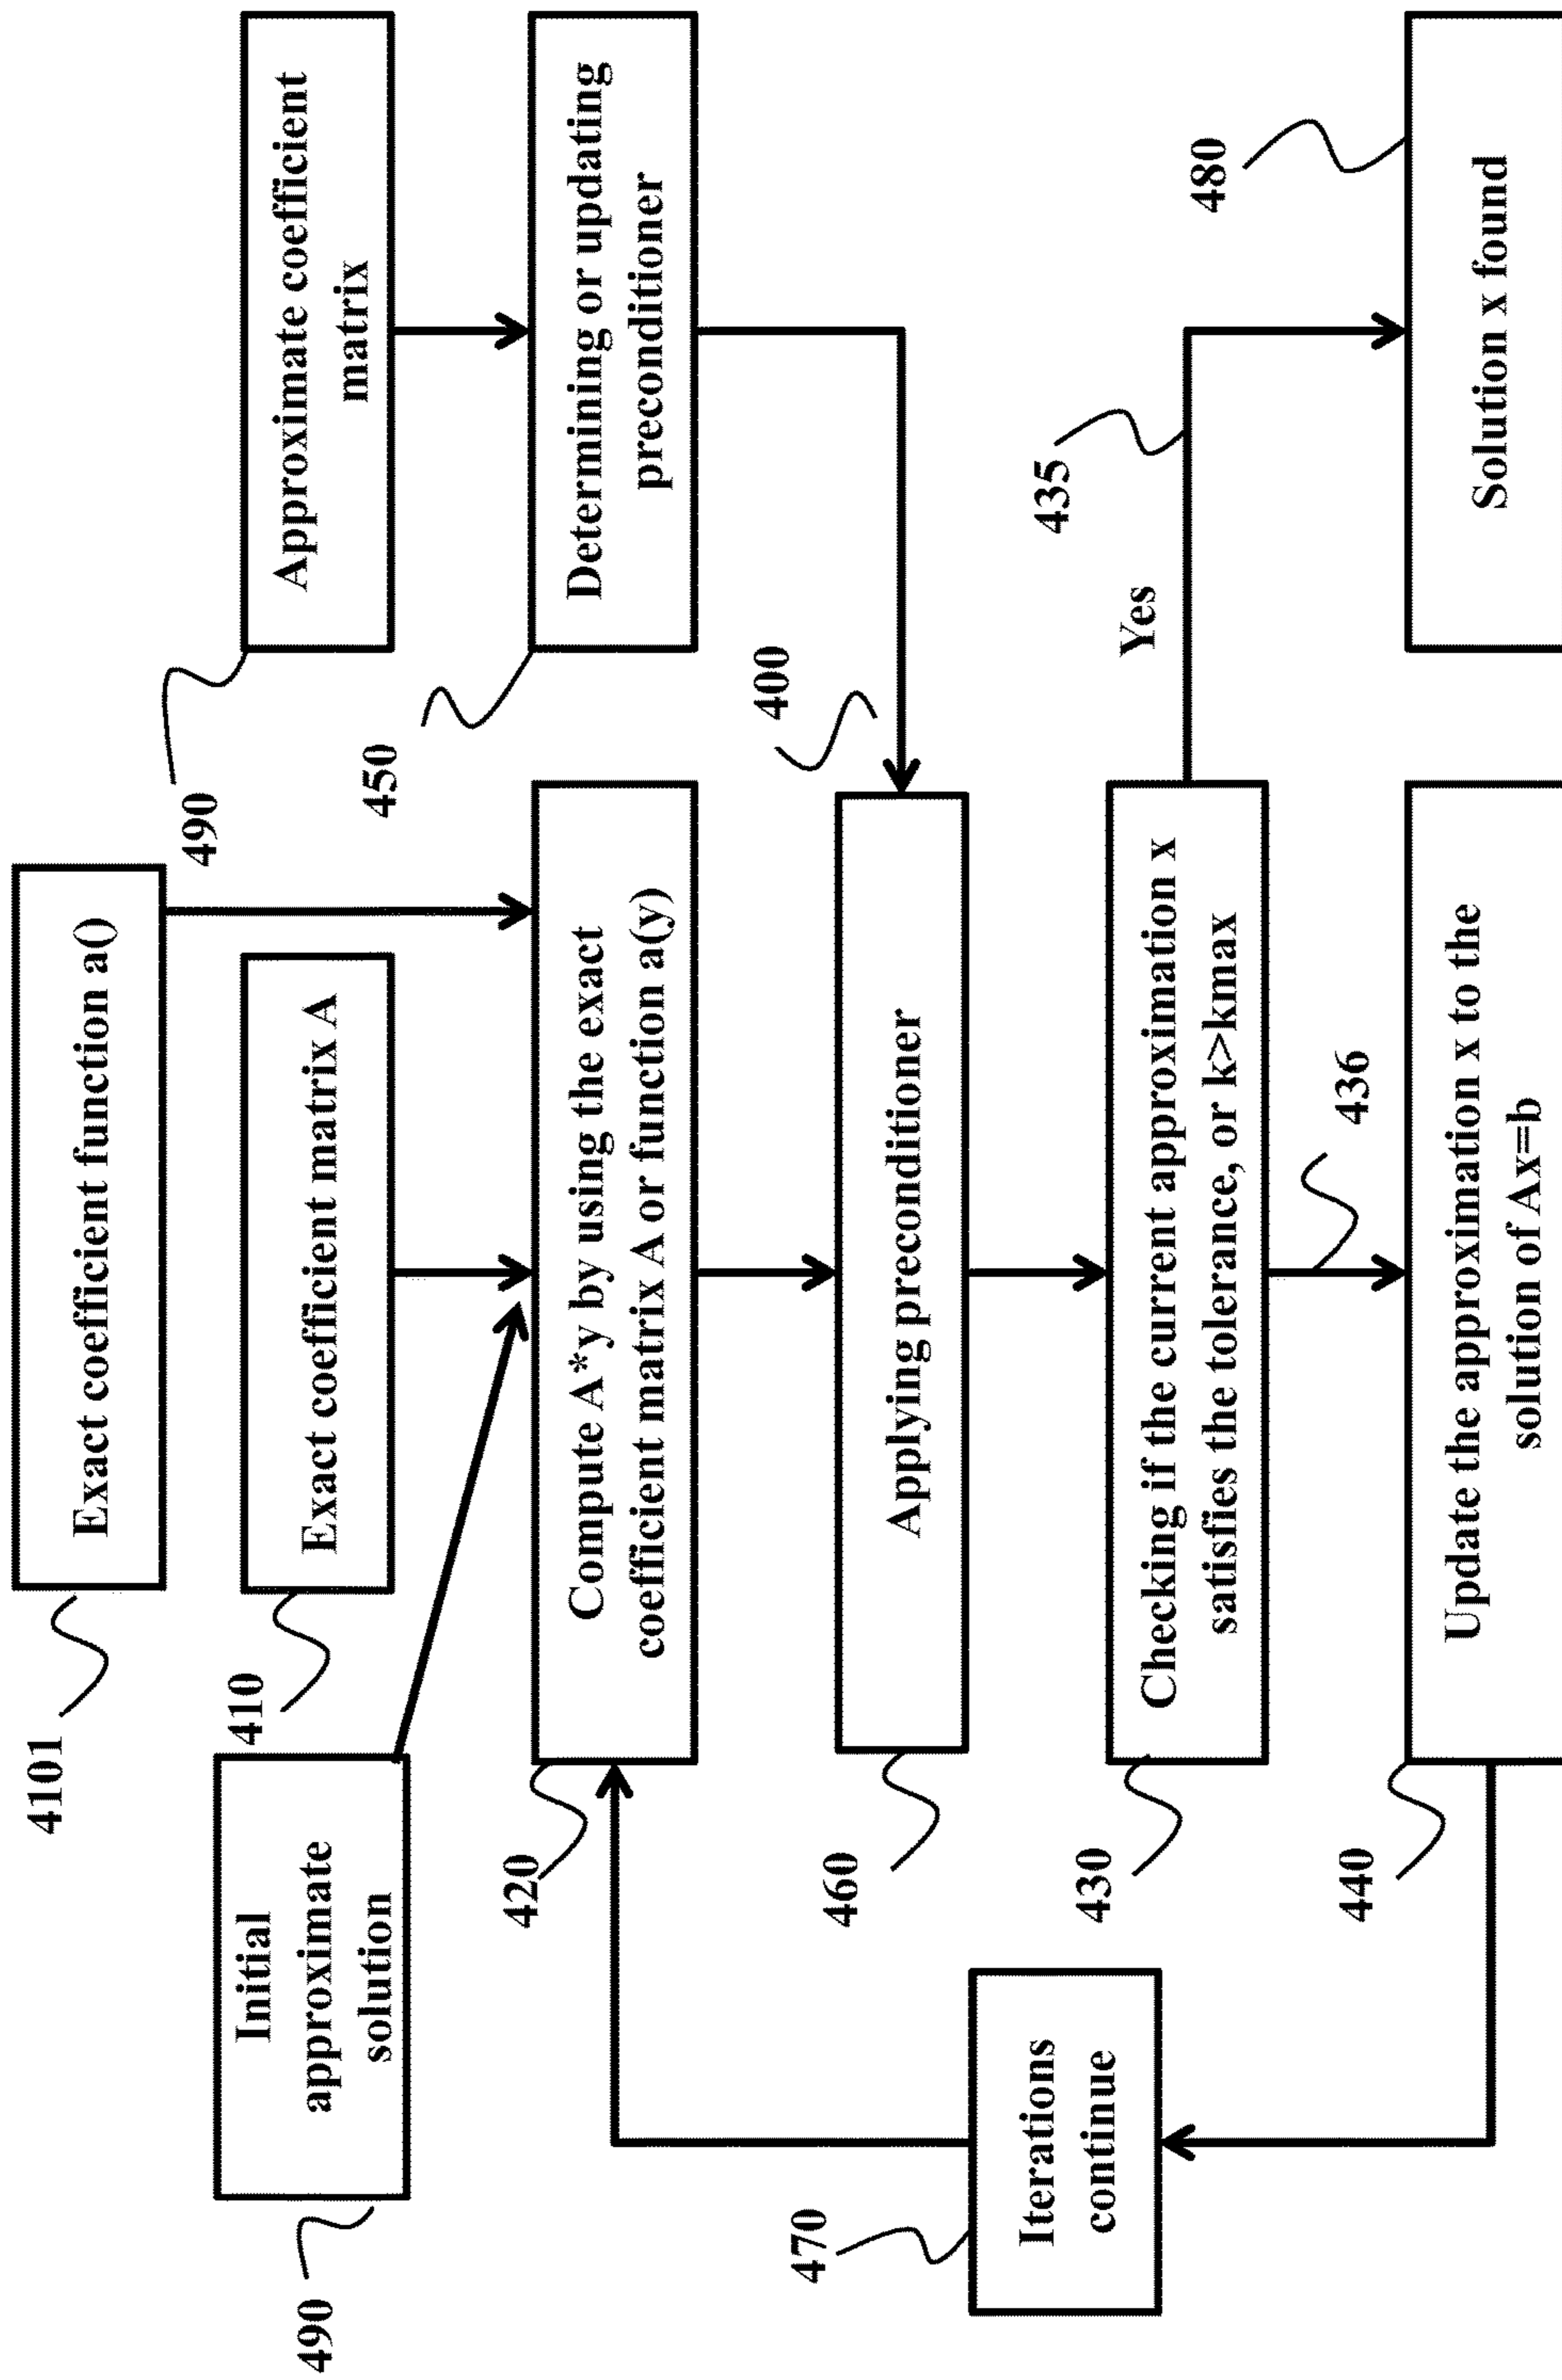 4101
Exact coefficient function a()
490
Initial
approximate
solution
410
Exact coefficient matrix A
490
Approximate coefficient
matrix
420
Compute A*y by using the exact
coefficient matrix A or function a(y)
450
Determining or updating
preconditioner
460
Applying preconditioner
400
470
Iterations
continue
430
Checking if the current approximation x
satisfies the tolerance, or k>kmax
Yes
435
436
440
Update the approximation x to the
solution of Ax=b
480
Solution x found